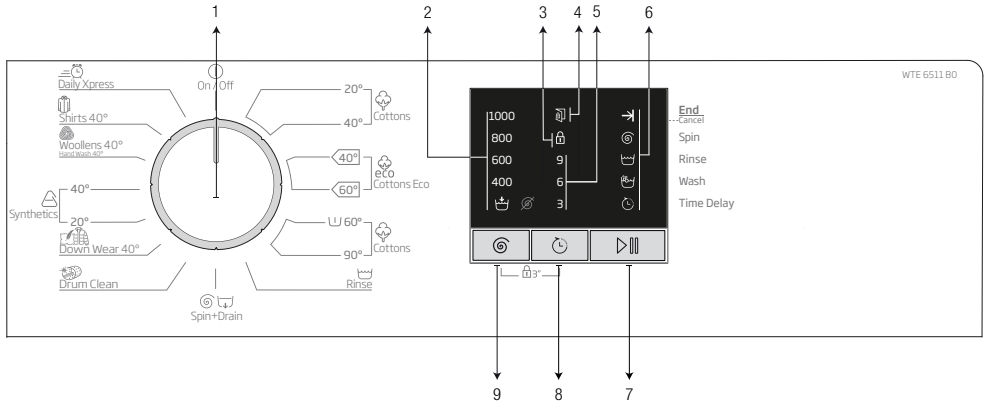 1
2
3
4
5
6
WTE 6511 B0
Daily Xpress
On / Off
Shirts 40°
Woollens 40°
Hand Wash 40°
40°
Synthetics
20°
Down Wear 40°
Drum Clean
Spin+Drain
20°
Cottons
40°
40°
eco
Cottons Eco
60°
60°
Cottons
90°
Rinse
1000
800
600
400
9
6
3
End
Cancel
Spin
Rinse
Wash
Time Delay
3"
9
8
7